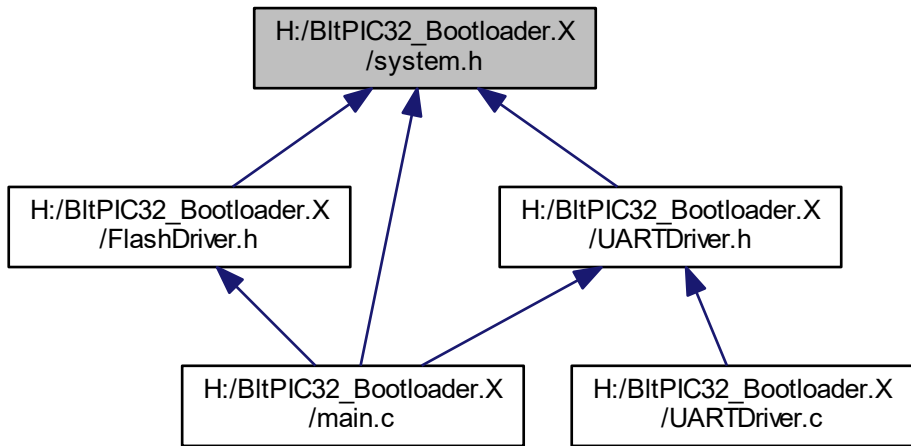 H:/BltPIC32_Bootloader.X
/system.h
H:/BltPIC32_Bootloader.X
/FlashDriver.h
H:/BltPIC32_Bootloader.X
/UARTDriver.h
H:/BltPIC32_Bootloader.X
/main.c
H:/BltPIC32_Bootloader.X
/UARTDriver.c